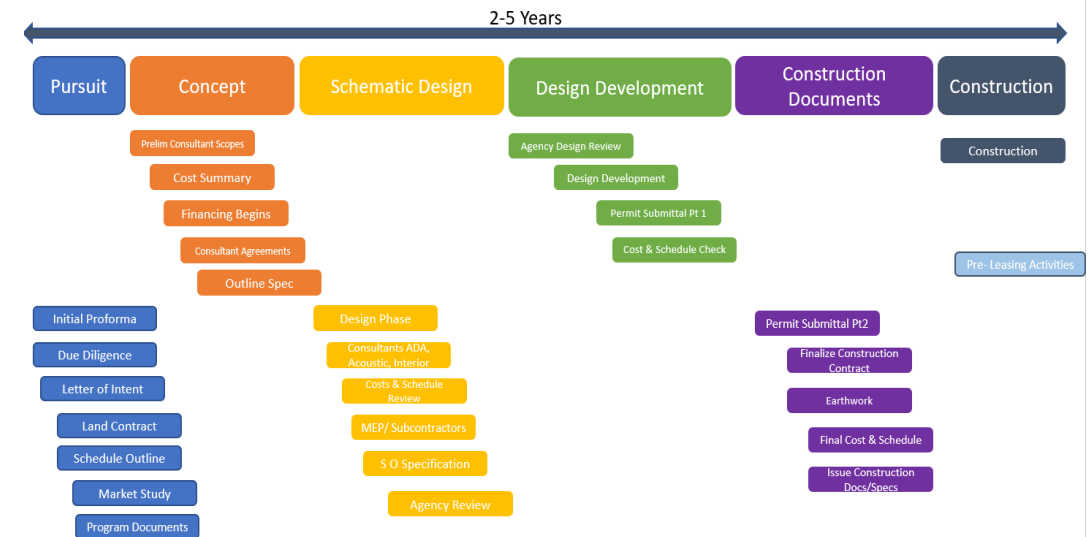 2-5 Years
Pursuit
Concept
Schematic Design
Design Development
Construction
Documents
Construction
Prelim Consultant Scopes
Cost Summary
Financing Begins
Consultant Agreements
Outline Spec
Agency Design Review
Design Development
Permit Submittal Pt 1
Cost & Schedule Check
Construction
Pre- Leasing Activities
Initial Proforma
Due Diligence
Letter of Intent
Land Contract
Schedule Outline
Market Study
Program Documents
Design Phase
Consultants ADA,
Acoustic, Interior
Costs & Schedule
Review
MEP/ Subcontractors
S O Specification
Agency Review
Permit Submittal Pt2
Finalize Construction
Contract
Earthwork
Final Cost & Schedule
Issue Construction
Docs/Specs